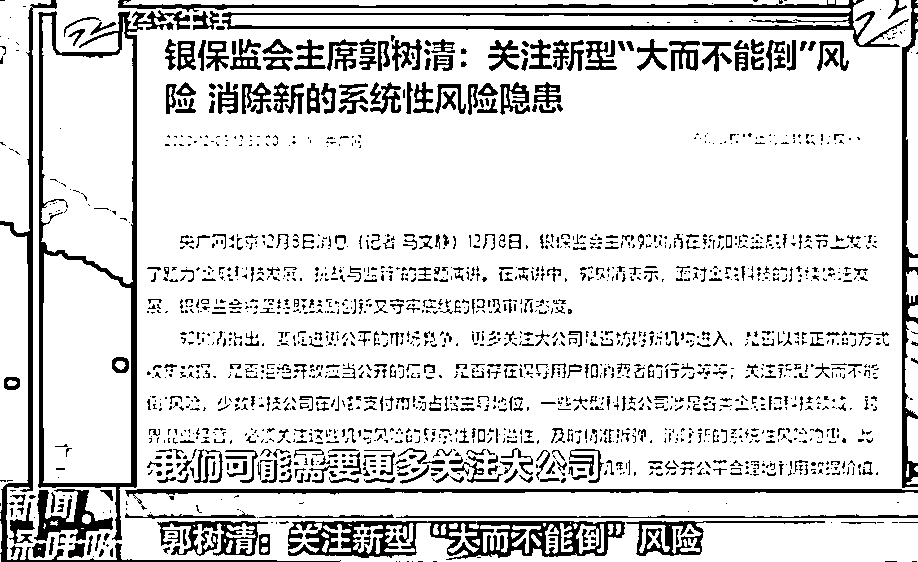 经济生活
银保监会主席郭树清：关注新型“大而不能倒”风
险 消除新的系统性风险隐患
央广网
央广网北京12月8日消息（记者 马文静）12月8日，银保监会主席郭树清在新加坡金融科技节上发表
了题为“金融科技发展、挑战与监管”的主题演讲。在演讲中，郭树清表示，面对金融科技的持续快速发
展，银保监会将坚持既鼓励创新又守牢底线的积极审慎态度。
郭树清指出，要促进更公平的市场竞争，更多关注大公司是否妨碍新机构进入、是否以非正常的方式
收集数据、是否拒绝开放应当公开的信息、是否存在误导用户和消费者的行为等等；关注新型“大而不能
倒”风险，少数科技公司在小额支付市场占据主导地位，一些大型科技公司涉足各类金融和科技领域，跨
界混业经营，必须关注这些机构风险的复杂性和外溢性，及时精准拆弹，消除新的系统性风险隐患。此
机制，充分并公平合理地利用数据价值，
我们可能需要更多关注大公司
新闻
深呼吸
郭树清：关注新型“大而不能倒”风险